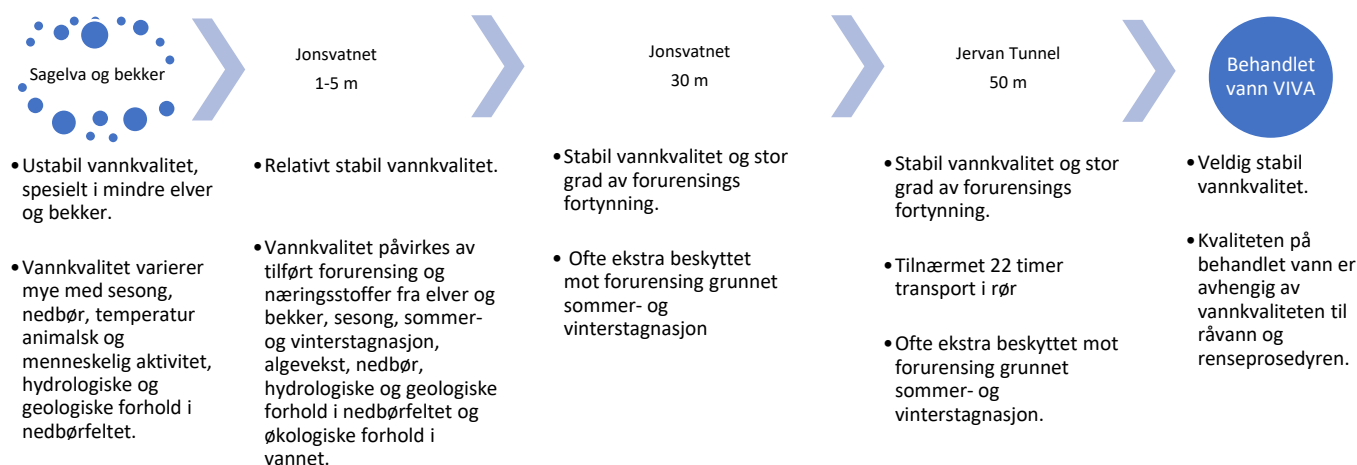 Sagelva og bekker
Jonsvatnet
1-5 m
Jonsvatnet
30 m
Jervan Tunnel
50 m
Behandlet
vann VIVA
•Ustabil vannkvalitet,
spesielt i mindre elver
og bekker.
•Vannkvalitet varierer
mye med sesong,
nedbør, temperatur
animalsk og
menneskelig aktivitet,
hydrologiske og
geologiske forhold i
nedbørfeltet.
•Relativt stabil vannkvalitet.
•Vannkvalitet påvirkes av
tilført forurensing og
næringsstoffer fra elver og
bekker, sesong, sommer-
og vinterstagnasjon,
algevekst, nedbør,
hydrologiske og geologiske
forhold i nedbørfeltet og
økologiske forhold i
vannet.
•Stabil vannkvalitet og stor
grad av forurensings
fortynning.
• Ofte ekstra beskyttet
mot forurensing grunnet
sommer- og
vinterstagnasjon
•Stabil vannkvalitet og stor
grad av forurensings
fortynning.
•Tilnærmet 22 timer
transport i rør
•Ofte ekstra beskyttet mot
forurensing grunnet
sommer- og
vinterstagnasjon.
•Veldig stabil
vannkvalitet.
•Kvaliteten på
behandlet vann er
avhengig av
vannkvaliteten til
råvann og
renseprosedyren.